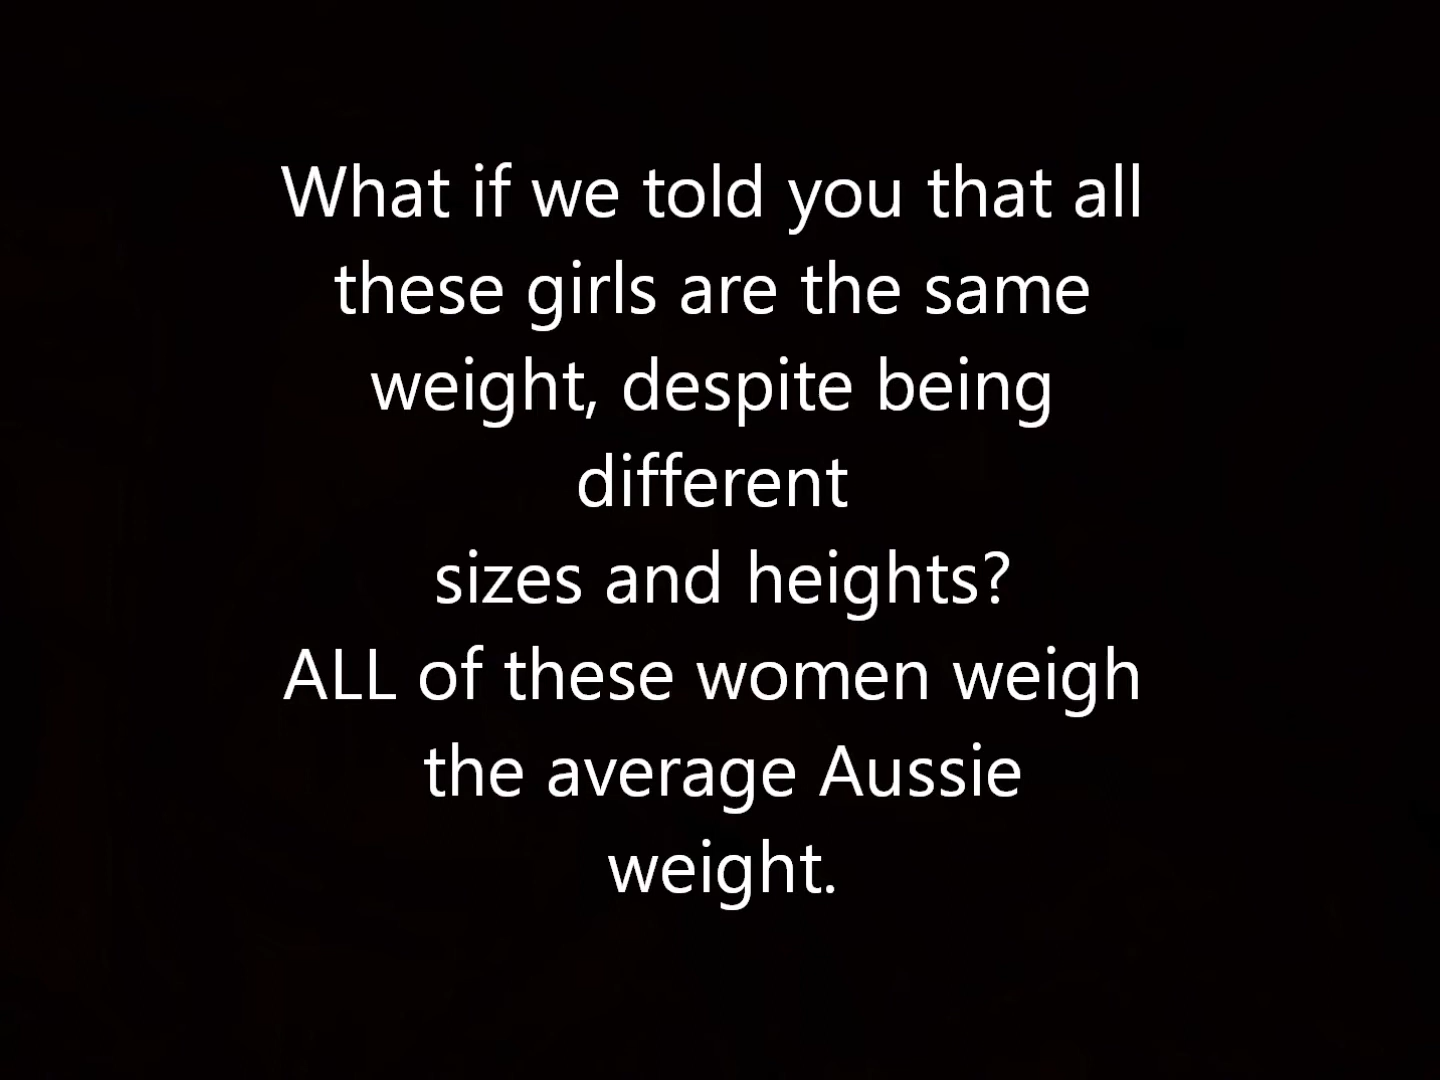 What if we told you that all
these girls are the same
weight, despite being
different
sizes and heights?
ALL of these women weigh
the average Aussie
weight.